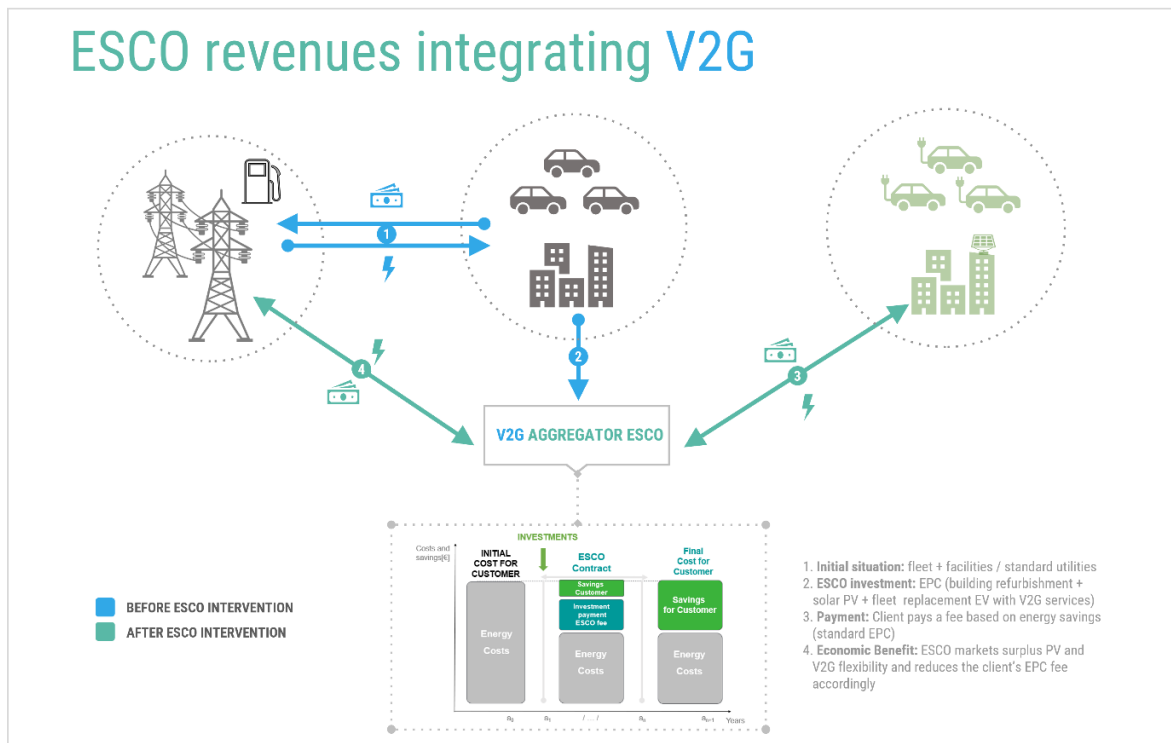 ESCO revenues integrating V2G
1
2
3
4
V2G AGGREGATOR ESCO
BEFORE ESCO INTERVENTION
AFTER ESCO INTERVENTION
INVESTMENTS
Costs and
savings[€]
INITIAL
COST FOR
CUSTOMER
ESCO
Contract
Final
Cost for
Customer
Savings
Customer
Investment
payment
ESCO fee
Savings
for Customer
Energy
Costs
Energy
Costs
Energy
Costs
a₁
/ ... /
aₙ₊₁
Years
1. Initial situation: fleet + facilities / standard utilities
2. ESCO investment: EPC (building refurbishment +
solar PV + fleet replacement EV with V2G services)
3. Payment: Client pays a fee based on energy savings
(standard EPC)
4. Economic Benefit: ESCO markets surplus PV and
V2G flexibility and reduces the client's EPC fee
accordingly